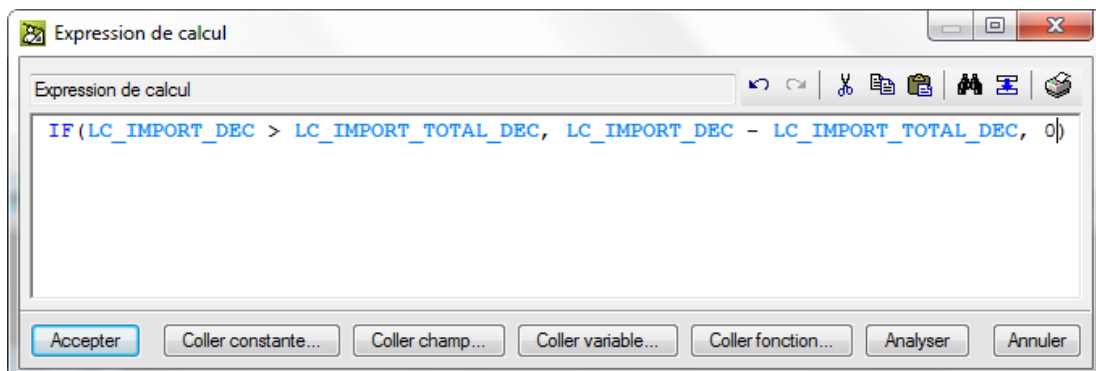 Expression de calcul
Expression de calcul
IF(LC_IMPORT_DEC > LC_IMPORT_TOTAL_DEC, LC_IMPORT_DEC - LC_IMPORT_TOTAL_DEC, 0)
Accepter Coller constante... Coller champ... Coller variable... Coller fonction... Analyser Annuler